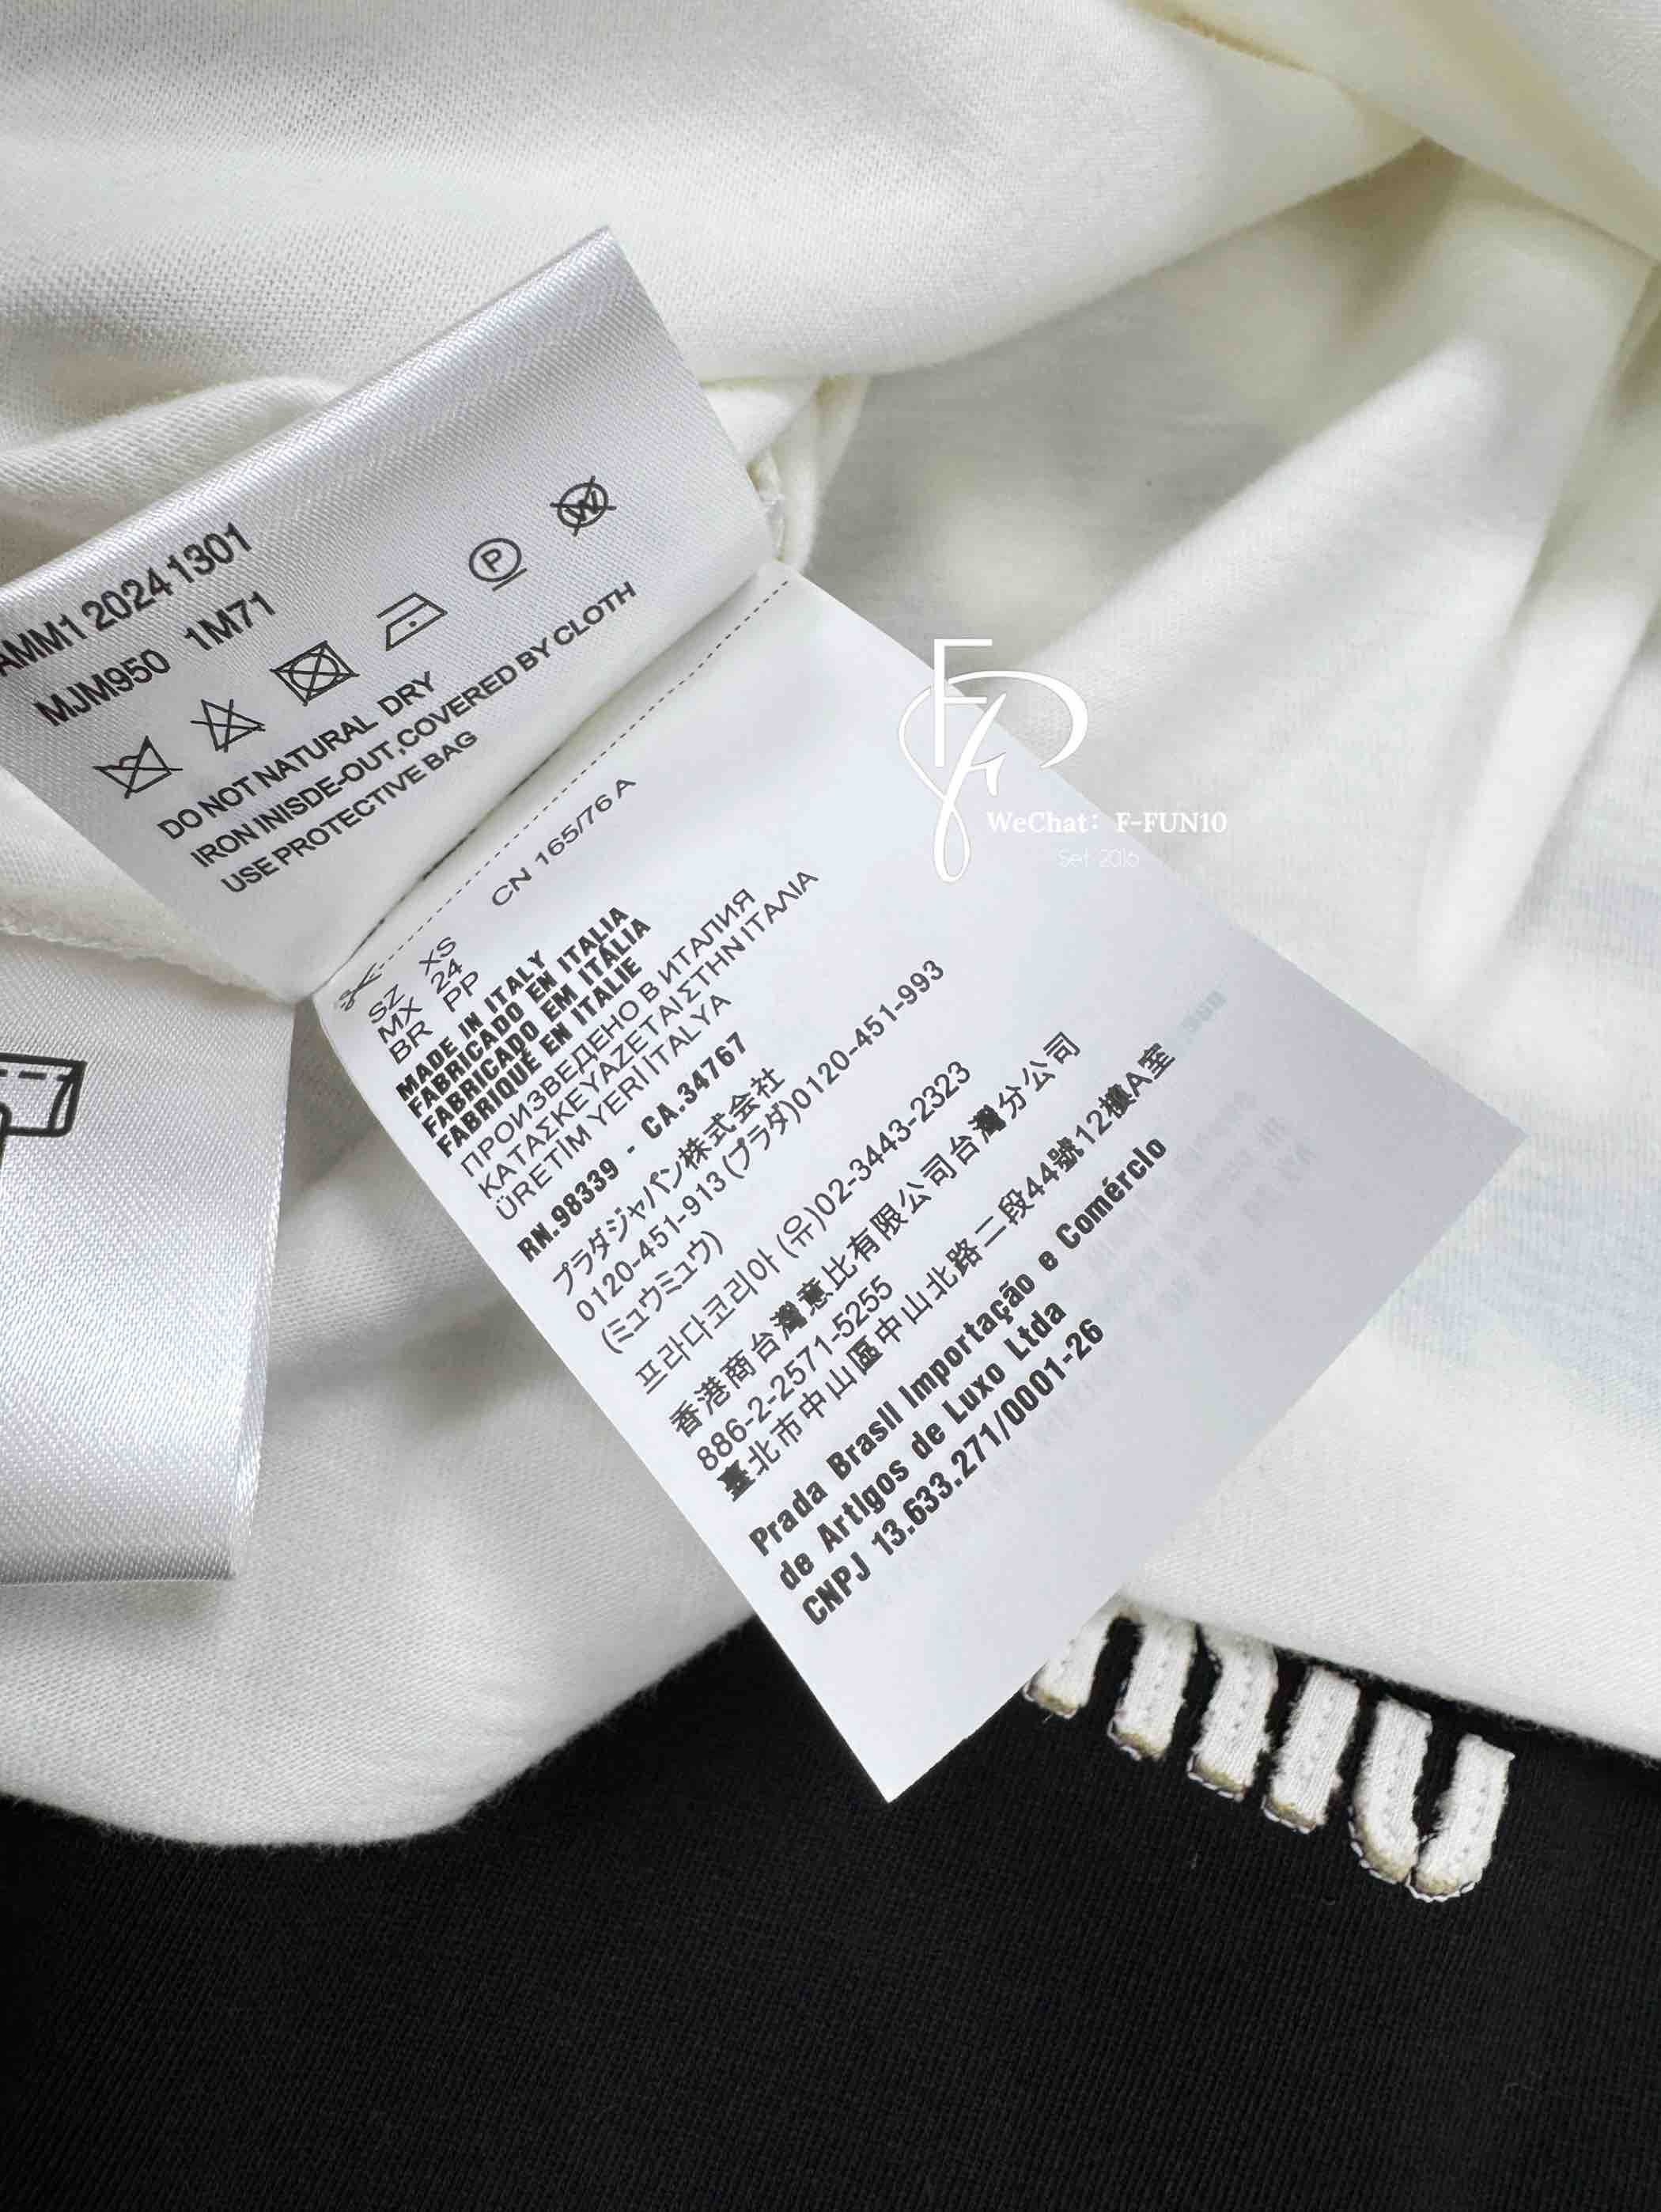 AMM1 2024 1301
MJM950 1M71
P
W
DO NOT NATURAL DRY
IRON INISDE-OUT,COVERED BY CLOTH
USE PROTECTIVE BAG
CN 165/76 A
SZ XS
MX 24
BR PP
MADE IN ITALY
FABRICADO EN ITALIA
FABRICADO EM ITÁLIA
FABRIQUÉ EN ITALIE
ПРОИЗВЕДЕНО В ИТАЛИЯ
ΚΑΤΑΣΚΕΥΑΖΕΤΑΙ ΣΤΗΝ ΙΤΑΛΙΑ
ÜRETİM YERİ İTALYA
RN.98339 - CA.34767
プラダジャパン株式会社
0120-451-913(プラダ)0120-451-993
(ミュウミュウ)
프라다코리아 (유)02-3443-2323
香港商台灣意比有限公司台灣分公司
886-2-2571-5255
臺北市中山區中山北路二段44號12樓A室
Prada Brasil Importação e Comércio
de Artigos de Luxo Ltda
CNPJ 13.633.271/0001-26
WeChat: F-FUN10
Set 2016
miu